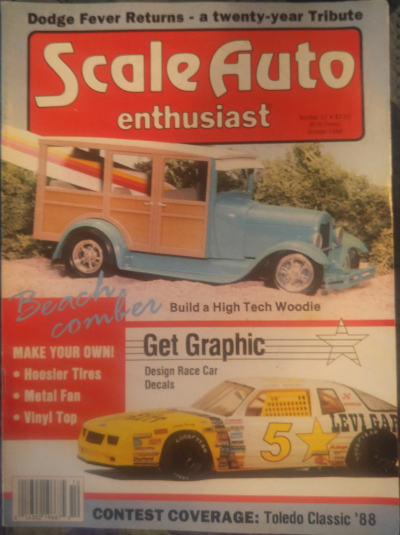 Dodge Fever Returns - a twenty-year Tribute
Scale Auto
enthusiast
Beach
comber
Build a High Tech Woodie
MAKE YOUR OWN!
• Hoosier Tires
• Metal Fan
• Vinyl Top
Get Graphic
Design Race Car
Decals
5
LEVI GAR
CONTEST COVERAGE: Toledo Classic '88